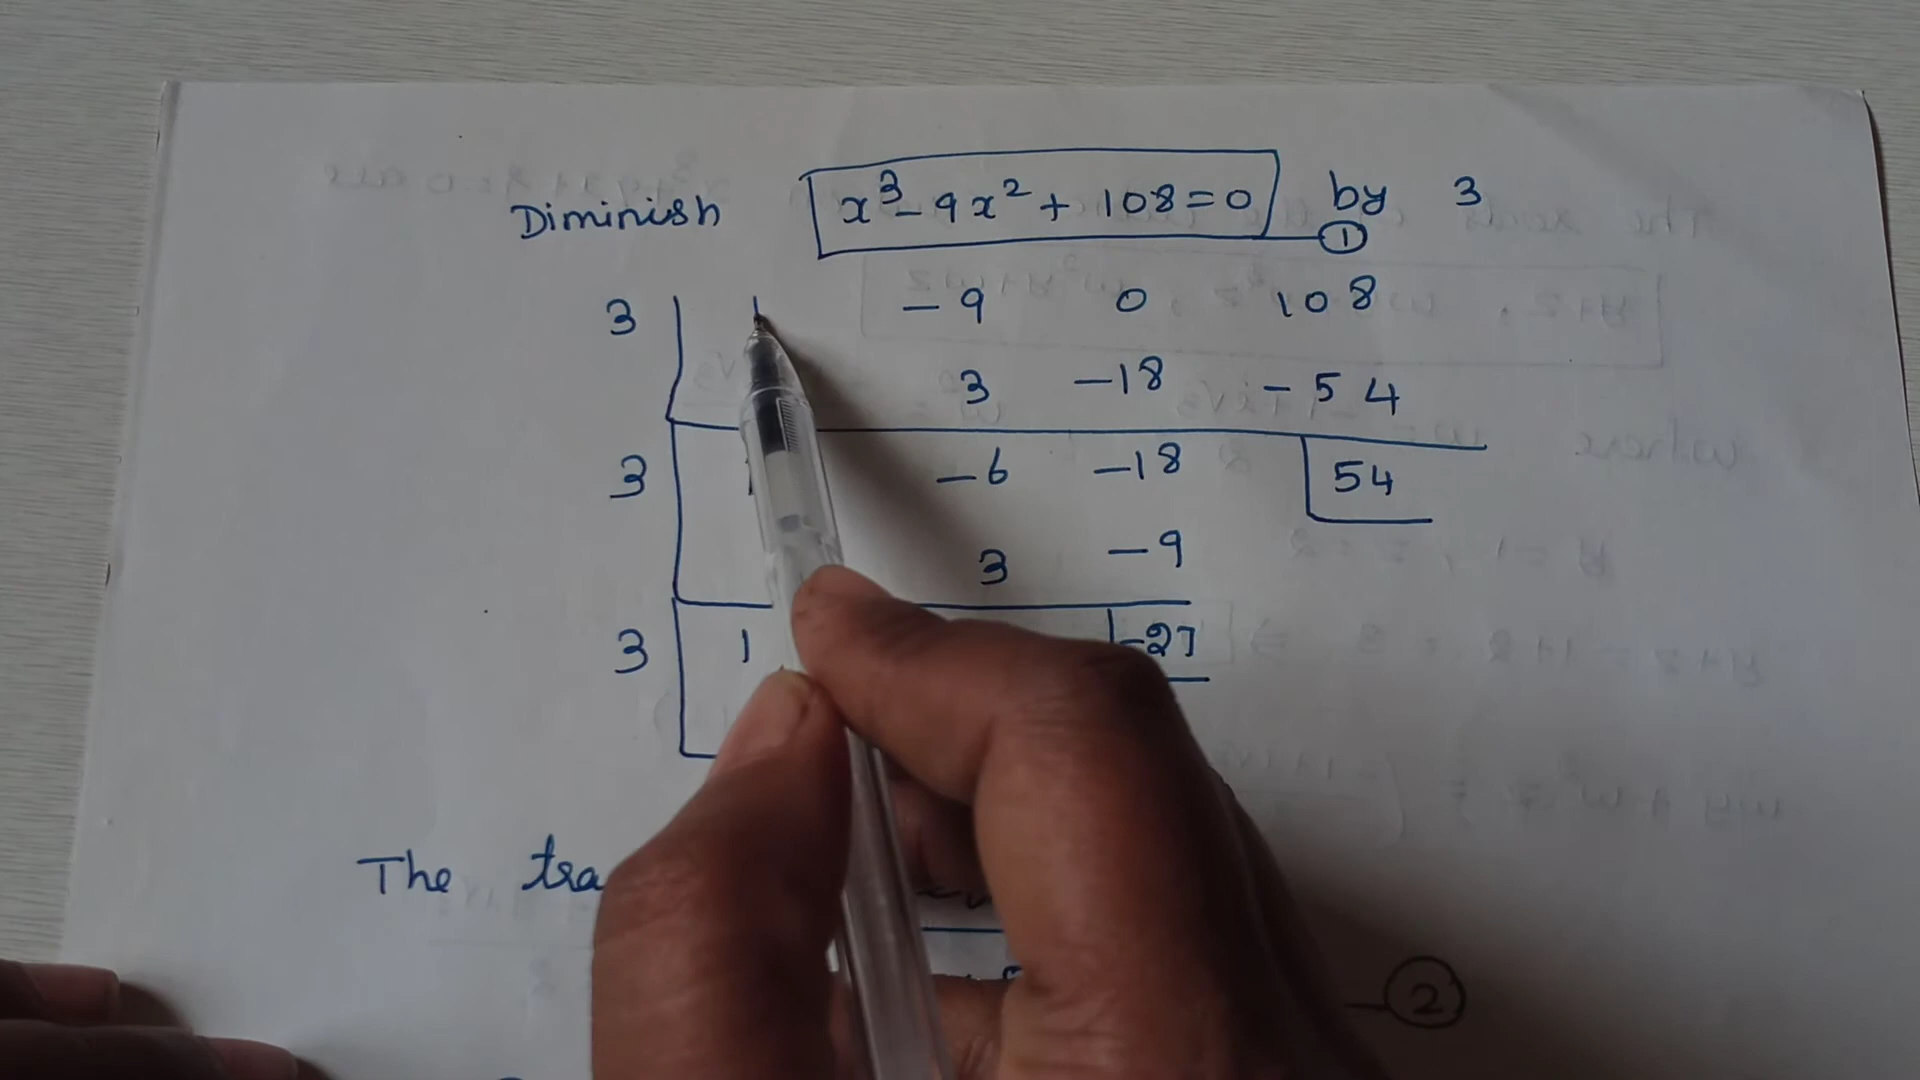 Diminish x³ - 9x² + 108 = 0 by 3
①
3 1 -9 0 108
3 -18 -54
3 1 -6 -18 54
3 -9
3 1 -27
The
②